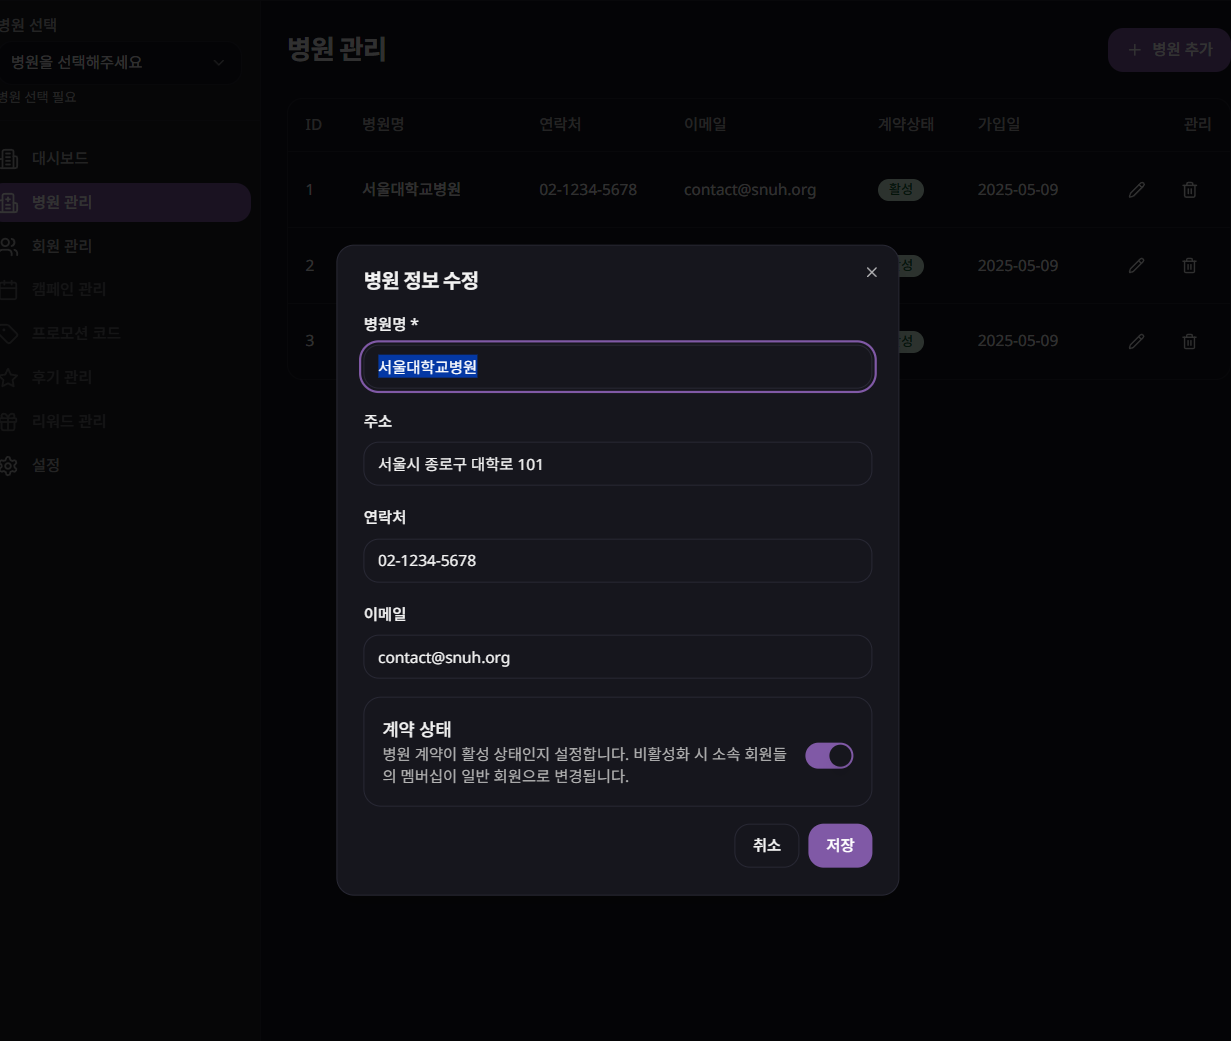 병원 선택
병원을 선택해주세요
병원 선택 필요
대시보드
병원 관리
회원 관리
캠페인 관리
프로모션 코드
후기 관리
리워드 관리
설정
병원 관리
병원 추가
ID 병원명 연락처 이메일 계약상태 가입일 관리
1 서울대학교병원 02-1234-5678 contact@snuh.org 활성 2025-05-09
2 성 2025-05-09
3 성 2025-05-09
병원 정보 수정
병원명 *
서울대학교병원
주소
서울시 종로구 대학로 101
연락처
02-1234-5678
이메일
contact@snuh.org
계약 상태
병원 계약이 활성 상태인지 설정합니다. 비활성화 시 소속 회원들
의 멤버십이 일반 회원으로 변경됩니다.
취소 저장